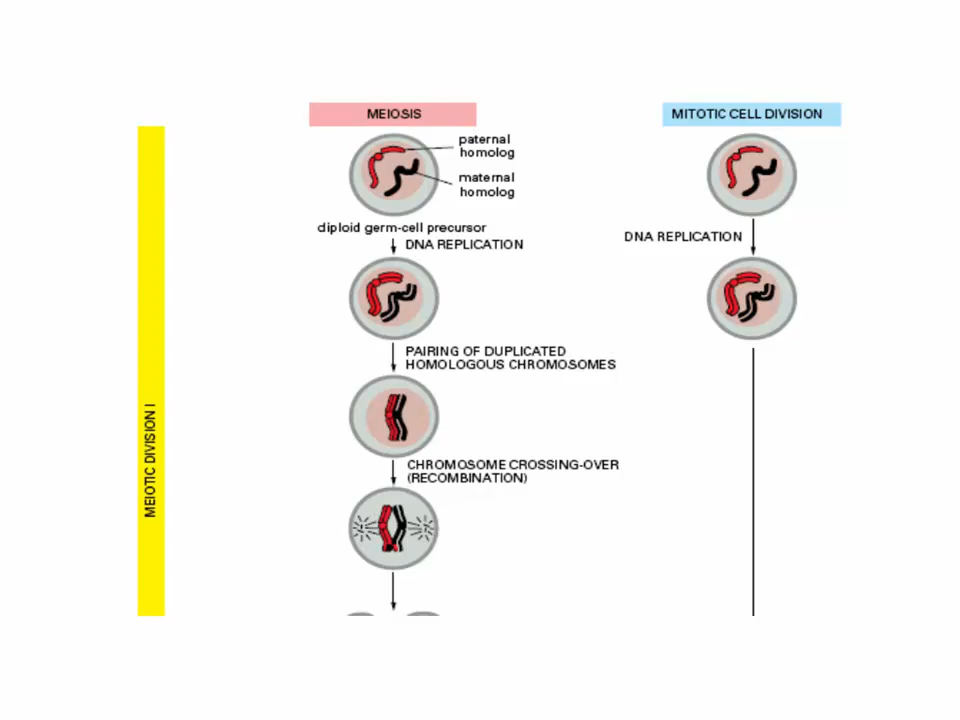 MEIOSIS
MITOTIC CELL DIVISION
paternal
homolog
maternal
homolog
diploid germ-cell precursor
DNA REPLICATION
DNA REPLICATION
PAIRING OF DUPLICATED
HOMOLOGOUS CHROMOSOMES
CHROMOSOME CROSSING-OVER
(RECOMBINATION)
MEIOTIC DIVISION I